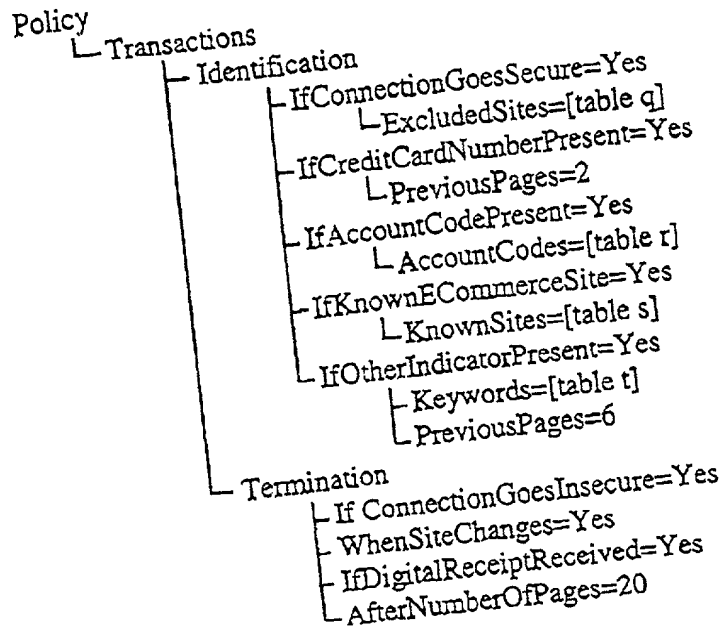 Policy
Transactions
Identification
IfConnectionGoesSecure=Yes
ExcludedSites=[table q]
IfCreditCardNumberPresent=Yes
PreviousPages=2
IfAccountCodePresent=Yes
AccountCodes=[table r]
IfKnownECommerceSite=Yes
KnownSites=[table s]
IfOtherIndicatorPresent=Yes
Keywords=[table t]
PreviousPages=6
Termination
If ConnectionGoesInsecure=Yes
WhenSiteChanges=Yes
IfDigitalReceiptReceived=Yes
AfterNumberOfPages=20